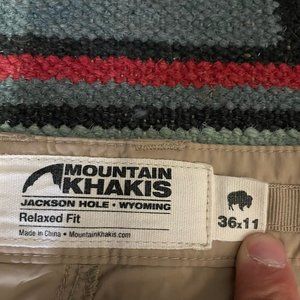 MOUNTAIN
KHAKIS
JACKSON HOLE • WYOMING
Relaxed Fit
Made in China • MountainKhakis.com
36x11